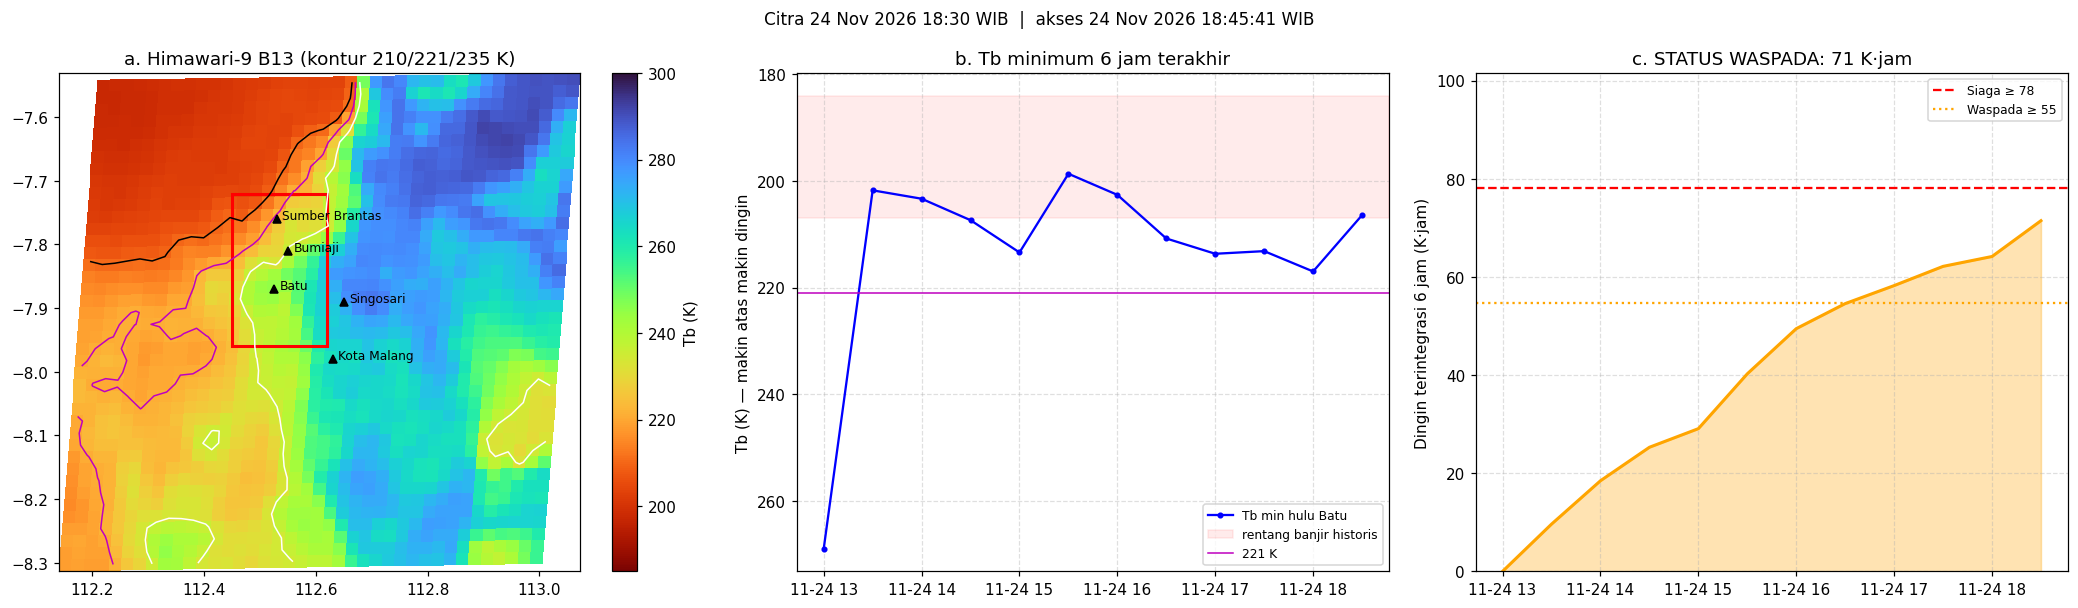 Citra 24 Nov 2026 18:30 WIB | akses 24 Nov 2026 18:45:41 WIB
a. Himawari-9 B13 (kontur 210/221/235 K)
−7.6
−7.7
−7.8
−7.9
−8.0
−8.1
−8.2
−8.3
112.2
112.4
112.6
112.8
113.0
Sumber Brantas
Bumiaji
Batu
Singosari
Kota Malang
300
280
260
240
220
200
Tb (K)
b. Tb minimum 6 jam terakhir
Tb (K) — makin atas makin dingin
180
200
220
240
260
11-24 13
11-24 14
11-24 15
11-24 16
11-24 17
11-24 18
Tb min hulu Batu
rentang banjir historis
221 K
c. STATUS WASPADA: 71 K·jam
Dingin terintegrasi 6 jam (K·jam)
100
80
60
40
20
0
11-24 13
11-24 14
11-24 15
11-24 16
11-24 17
11-24 18
Siaga ≥ 78
Waspada ≥ 55